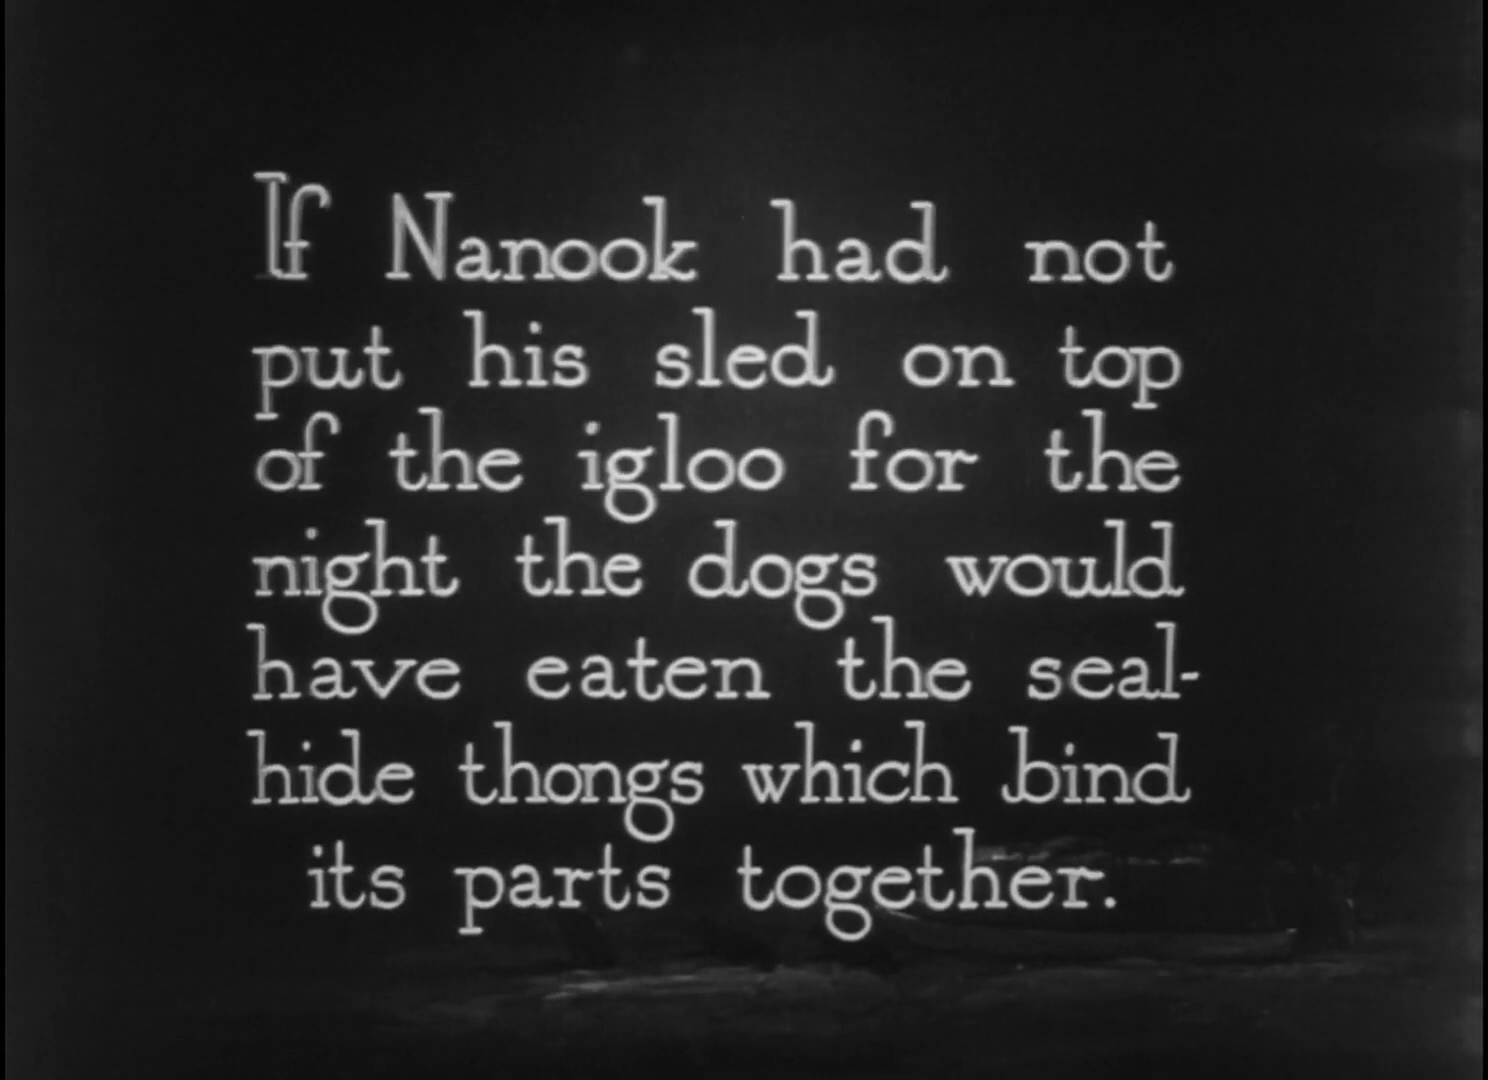 If Nanook had not
put his sled on top
of the igloo for the
night the dogs would
have eaten the seal-
hide thongs which bind
its parts together.